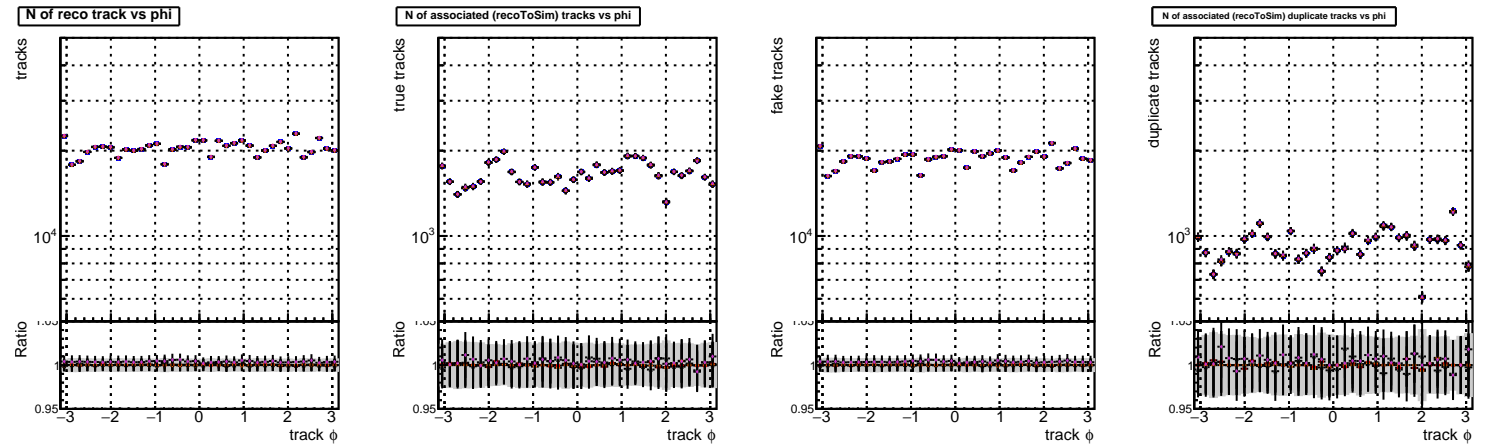 N of reco track vs phi
tracks
10⁴
Ratio
1
0.95
−3 −2 −1 0 1 2 3
track ϕ
N of associated (recoToSim) tracks vs phi
true tracks
10³
Ratio
1
0.95
−3 −2 −1 0 1 2 3
track ϕ
fake tracks
10⁴
Ratio
1
0.95
−3 −2 −1 0 1 2 3
track ϕ
N of associated (recoToSim) duplicate tracks vs phi
duplicate tracks
10³
Ratio
1
0.95
−3 −2 −1 0 1 2 3
track ϕ